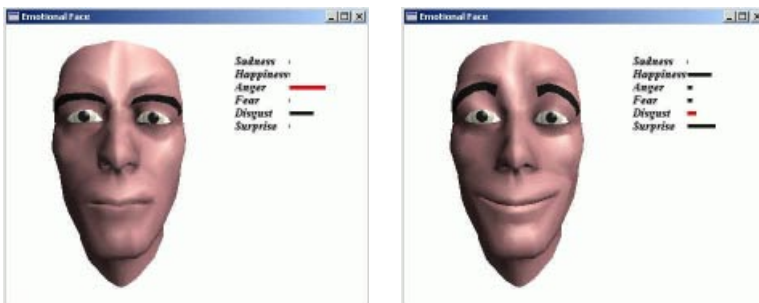 Emotional Face
Sadness
Happiness
Anger
Fear
Disgust
Surprise
Emotional Face
Sadness
Happiness
Anger
Fear
Disgust
Surprise